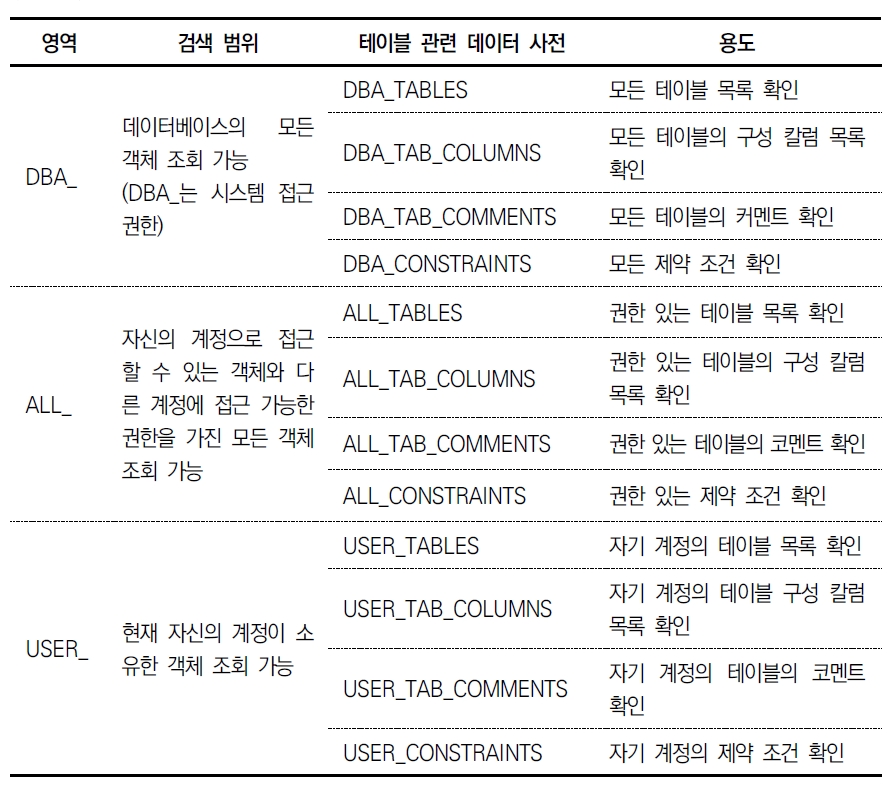 영역 검색 범위 테이블 관련 데이터 사전 용도
DBA_
데이터베이스의 모든
객체 조회 가능
(DBA_는 시스템 접근
권한)
DBA_TABLES
모든 테이블 목록 확인
DBA_TAB_COLUMNS
모든 테이블의 구성 칼럼 목록
확인
DBA_TAB_COMMENTS
모든 테이블의 커멘트 확인
DBA_CONSTRAINTS
모든 제약 조건 확인
ALL_
자신의 계정으로 접근
할 수 있는 객체와 다
른 계정에 접근 가능한
권한을 가진 모든 객체
조회 가능
ALL_TABLES
권한 있는 테이블 목록 확인
ALL_TAB_COLUMNS
권한 있는 테이블의 구성 칼럼
목록 확인
ALL_TAB_COMMENTS
권한 있는 테이블의 코멘트 확인
ALL_CONSTRAINTS
권한 있는 제약 조건 확인
USER_
현재 자신의 계정이 소
유한 객체 조회 가능
USER_TABLES
자기 계정의 테이블 목록 확인
USER_TAB_COLUMNS
자기 계정의 테이블 구성 칼럼
목록 확인
USER_TAB_COMMENTS
자기 계정의 테이블의 코멘트
확인
USER_CONSTRAINTS
자기 계정의 제약 조건 확인